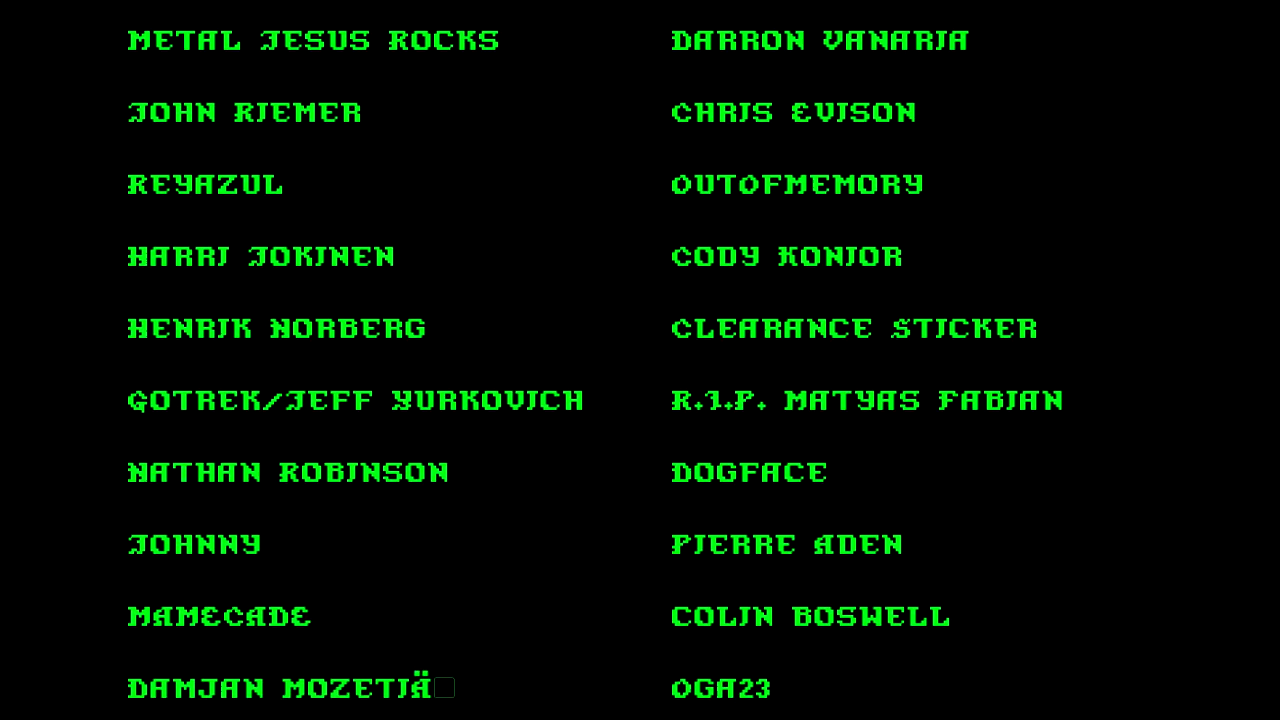 METAL JESUS ROCKS
JOHN RIEMER
REYAZUL
HARRI JOKINEN
HENRIK NORBERG
GOTREK/JEFF YURKOVICH
NATHAN ROBINSON
JOHNNY
MAMECADE
DAMJAN MOZETIÄ
DARRON VANARIA
CHRIS EVISON
OUTOFMEMORY
CODY KONIOR
CLEARANCE STICKER
R.I.P. MATYAS FABIAN
DOGFACE
PIERRE ADEN
COLIN BOSWELL
OGA23